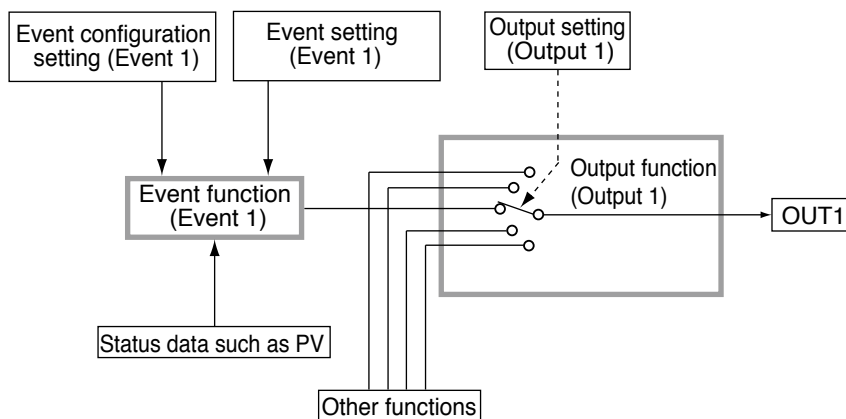 Event configuration
setting (Event 1)
Event setting
(Event 1)
Output setting
(Output 1)
Event function
(Event 1)
Output function
(Output 1)
OUT1
Status data such as PV
Other functions